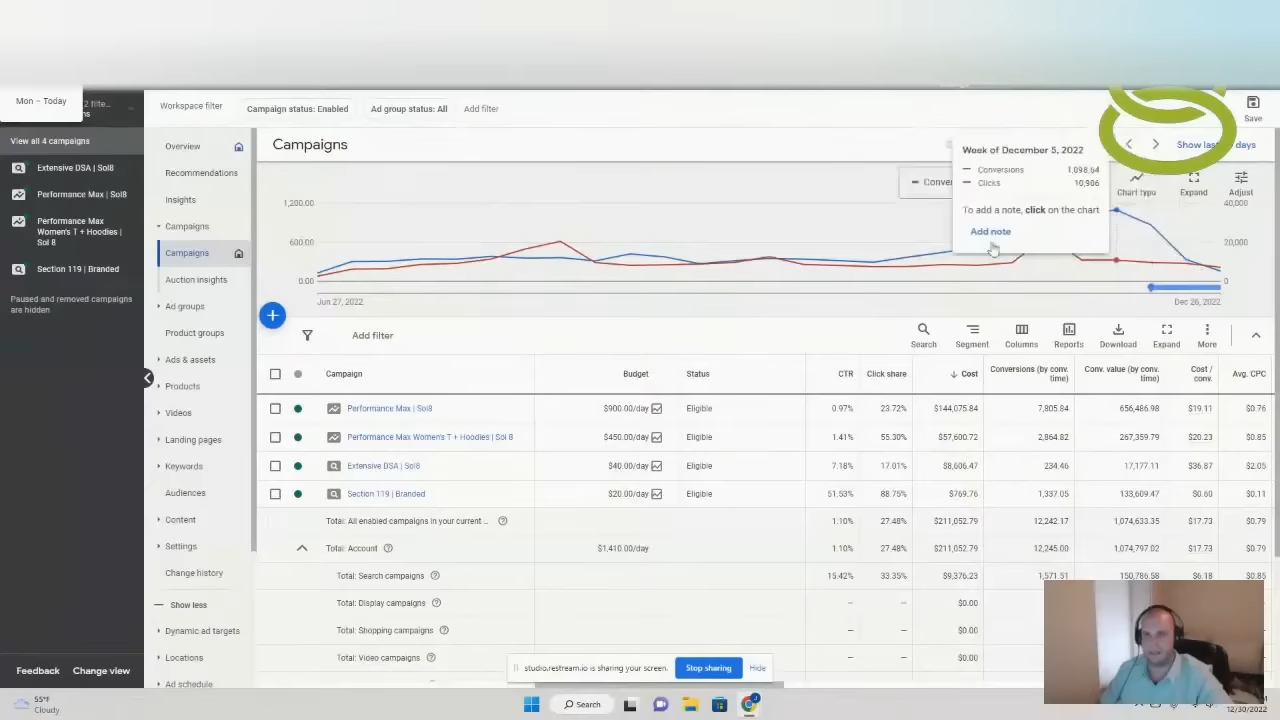 Mon – Today
2 filte...
View all 4 campaigns
Extensive DSA | Sol8
Performance Max | Sol8
Performance Max
Women's T + Hoodies |
Sol 8
Section 119 | Branded
Paused and removed campaigns
are hidden
Feedback Change view
Workspace filter
Campaign status: Enabled
Ad group status: All
Add filter
Save
Overview
Recommendations
Insights
Campaigns
Campaigns
Auction insights
Ad groups
Product groups
Ads & assets
Products
Videos
Landing pages
Keywords
Audiences
Content
Settings
Change history
Show less
Dynamic ad targets
Locations
Ad schedule
Campaigns
Week of December 5, 2022
Conversions 1,098.64
Clicks 10,906
To add a note, click on the chart
Add note
Show days
Chart type
Expand
Adjust
1,200.00
600.00
0.00
40,000
20,000
0
Jun 27, 2022
Dec 26, 2022
Add filter
Search
Segment
Columns
Reports
Download
Expand
More
Campaign Budget Status CTR Click share Cost Conversions (by conv. time) Conv. value (by conv. time) Cost / conv. Avg. CPC
Performance Max | Sol8 $900.00/day Eligible 0.97% 23.72% $144,075.84 7,805.84 656,486.98 $19.11 $0.76
Performance Max Women's T + Hoodies | Sol 8 $450.00/day Eligible 1.41% 55.30% $57,600.72 2,864.82 267,359.79 $20.23 $0.85
Extensive DSA | Sol8 $40.00/day Eligible 7.18% 17.01% $8,606.47 234.46 17,177.11 $36.87 $2.05
Section 119 | Branded $20.00/day Eligible 51.53% 88.75% $769.76 1,337.05 133,609.47 $0.60 $0.11
Total: All enabled campaigns in your current ... 1.10% 27.48% $211,052.79 12,242.17 1,074,633.35 $17.73 $0.79
Total: Account $1,410.00/day 1.10% 27.48% $211,052.79 12,245.00 1,074,797.02 $17.73 $0.79
Total: Search campaigns 15.42% 33.35% $9,376.23 1,571.51 150,786.58 $6.18 $0.85
Total: Display campaigns – – $0.00
Total: Shopping campaigns – – $0.00
Total: Video campaigns – – $0.00
studio.restream.io is sharing your screen.
Stop sharing
Hide
55°F
Cloudy
Search
12/30/2022